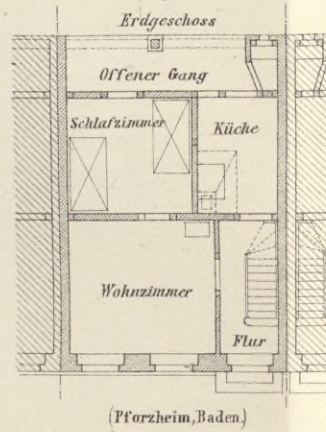 Erdgeschoss
Offener Gang
Schlafzimmer
Küche
Wohnzimmer
Flur
(Pforzheim, Baden.)